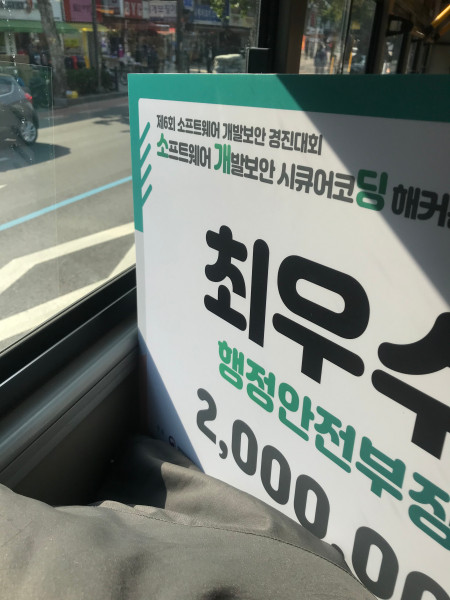 제6회 소프트웨어 개발보안 경진대회
소프트웨어 개발보안 시큐어코딩 해커
최우수
행정안전부장
2,000,00